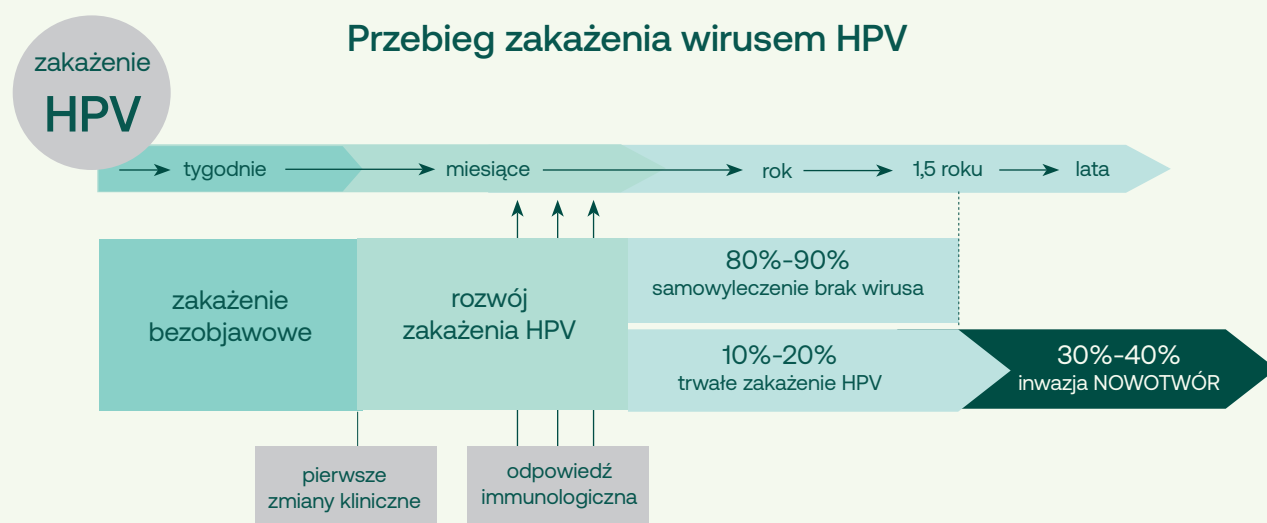 Przebieg zakażenia wirusem HPV
zakażenie
HPV
tygodnie
miesiące
rok
1,5 roku
lata
zakażenie
bezobjawowe
rozwój
zakażenia HPV
80%-90%
samowyleczenie brak wirusa
10%-20%
trwałe zakażenie HPV
30%-40%
inwazja NOWOTWÓR
pierwsze
zmiany kliniczne
odpowiedź
immunologiczna